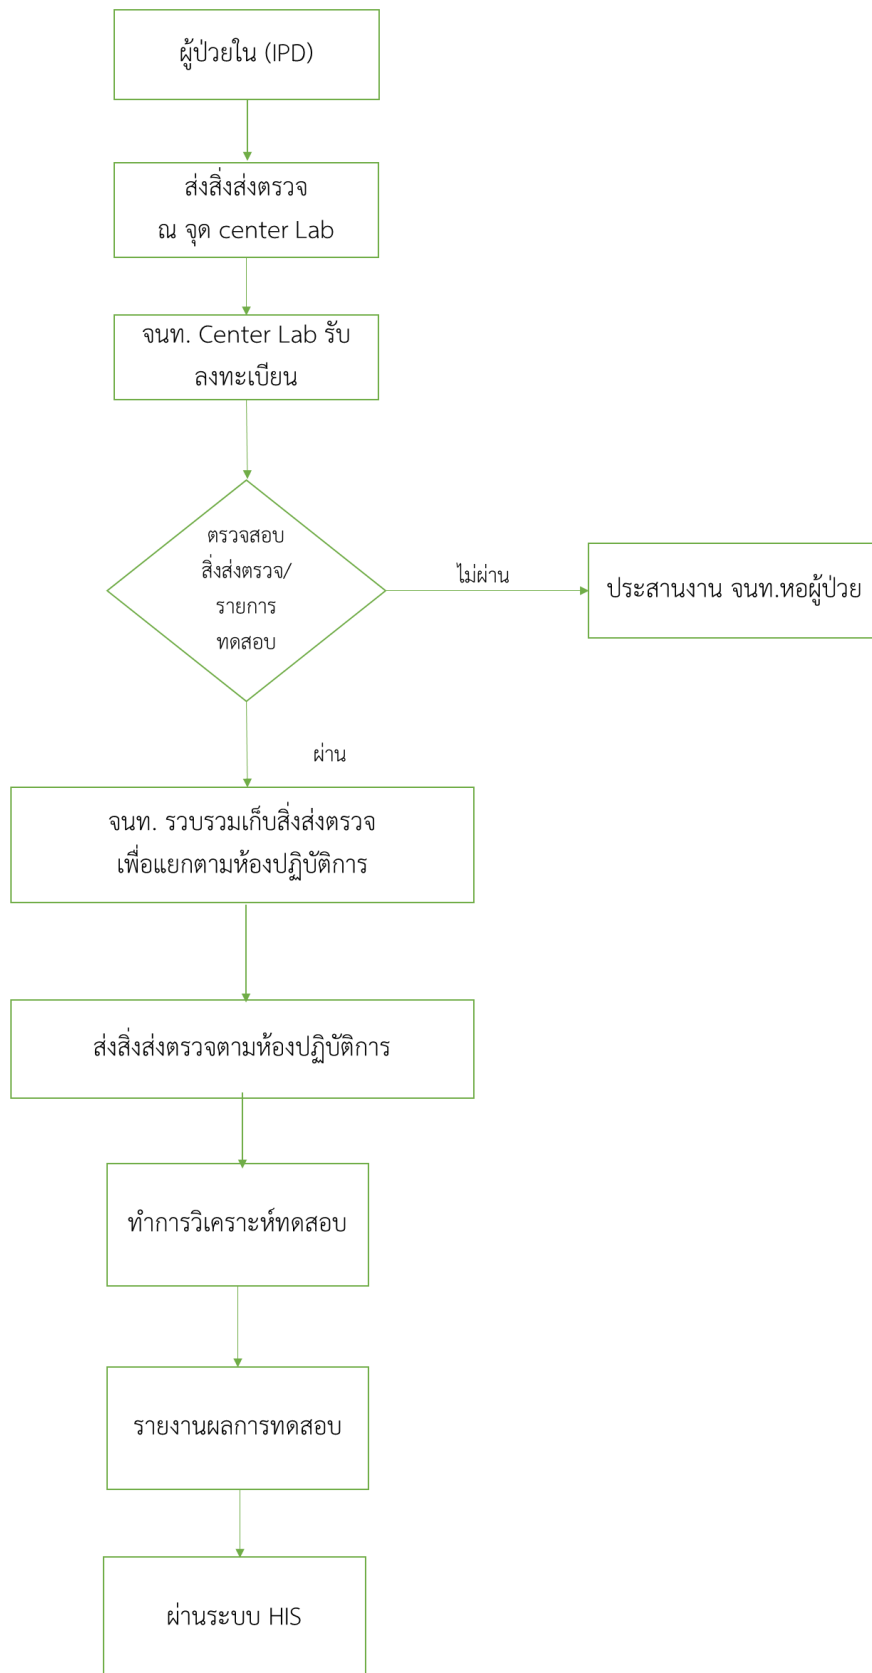 ผู้ป่วยใน (IPD)
ส่งสิ่งส่งตรวจ
ณ จุด center Lab
จนท. Center Lab รับ
ลงทะเบียน
ตรวจสอบ
สิ่งส่งตรวจ/
รายการ
ทดสอบ
ไม่ผ่าน
ประสานงาน จนท.หอผู้ป่วย
ผ่าน
จนท. รวบรวมเก็บสิ่งส่งตรวจ
เพื่อแยกตามห้องปฏิบัติการ
ส่งสิ่งส่งตรวจตามห้องปฏิบัติการ
ทำการวิเคราะห์ทดสอบ
รายงานผลการทดสอบ
ผ่านระบบ HIS